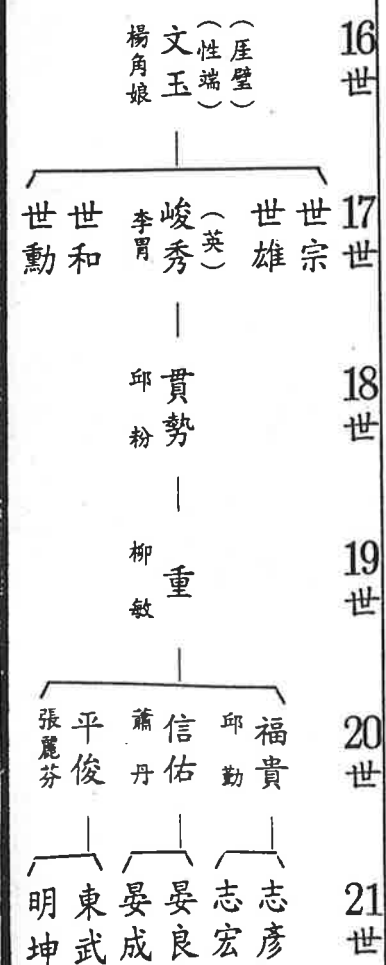 16世
（厓璧）
（性端）
文玉
楊角娘
17世
世宗
世雄
（英）
峻秀
李胃
世和
世勳
18世
貫勢
邱粉
19世
重
柳敏
20世
福貴
邱勤
信佑
蕭丹
平俊
張麗芬
21世
志彥
志宏
晏良
晏成
東武
明坤